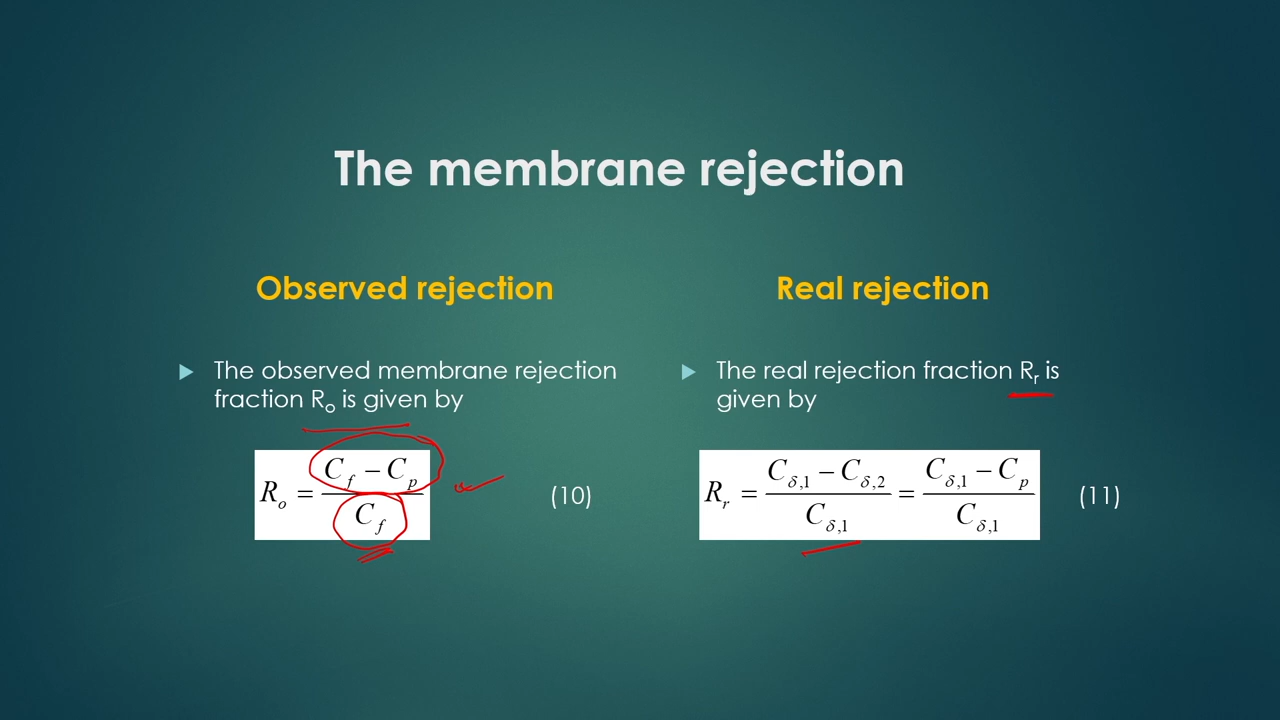 The membrane rejection
Observed rejection
The observed membrane rejection
fraction Rₒ is given by
Rₒ = (C_f − C_p) / C_f
(10)
Real rejection
The real rejection fraction Rᵣ is
given by
Rᵣ = (C_δ,1 − C_δ,2) / C_δ,1 = (C_δ,1 − C_p) / C_δ,1
(11)